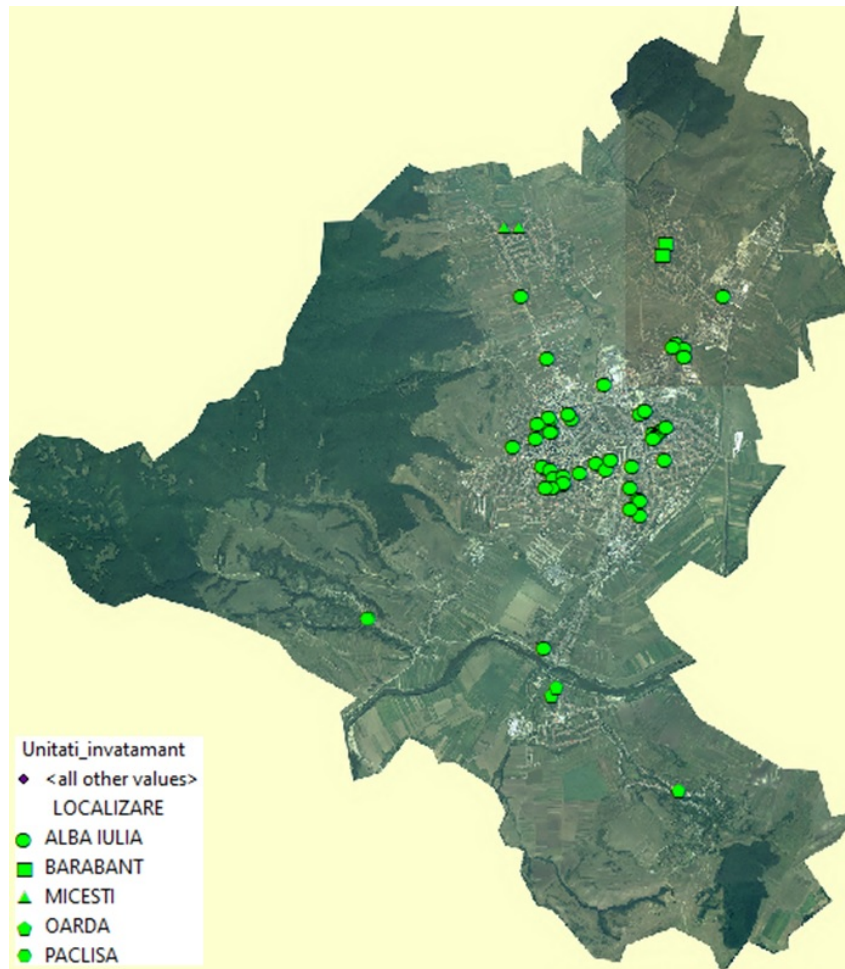 Unitati_invatamant
<all other values>
LOCALIZARE
ALBA IULIA
BARABANT
MICESTI
OARDA
PACLISA